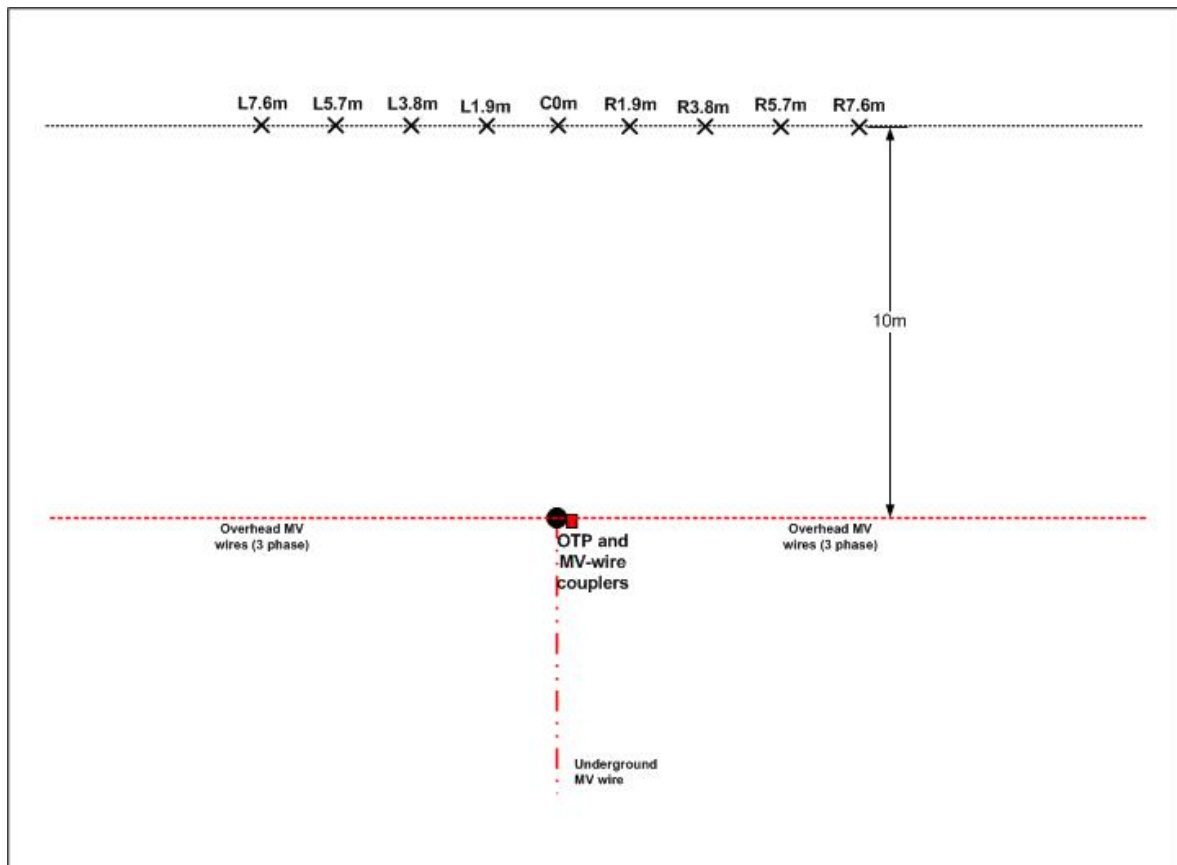 L7.6m L5.7m L3.8m L1.9m C0m R1.9m R3.8m R5.7m R7.6m
10m
Overhead MV
wires (3 phase)
OTP and
MV-wire
couplers
Overhead MV
wires (3 phase)
Underground
MV wire